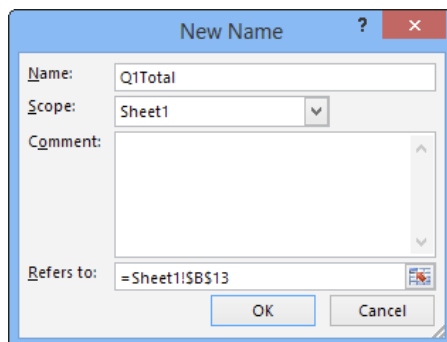 New Name
?
Name: Q1Total
Scope: Sheet1
Comment:
Refers to: =Sheet1!$B$13
OK Cancel